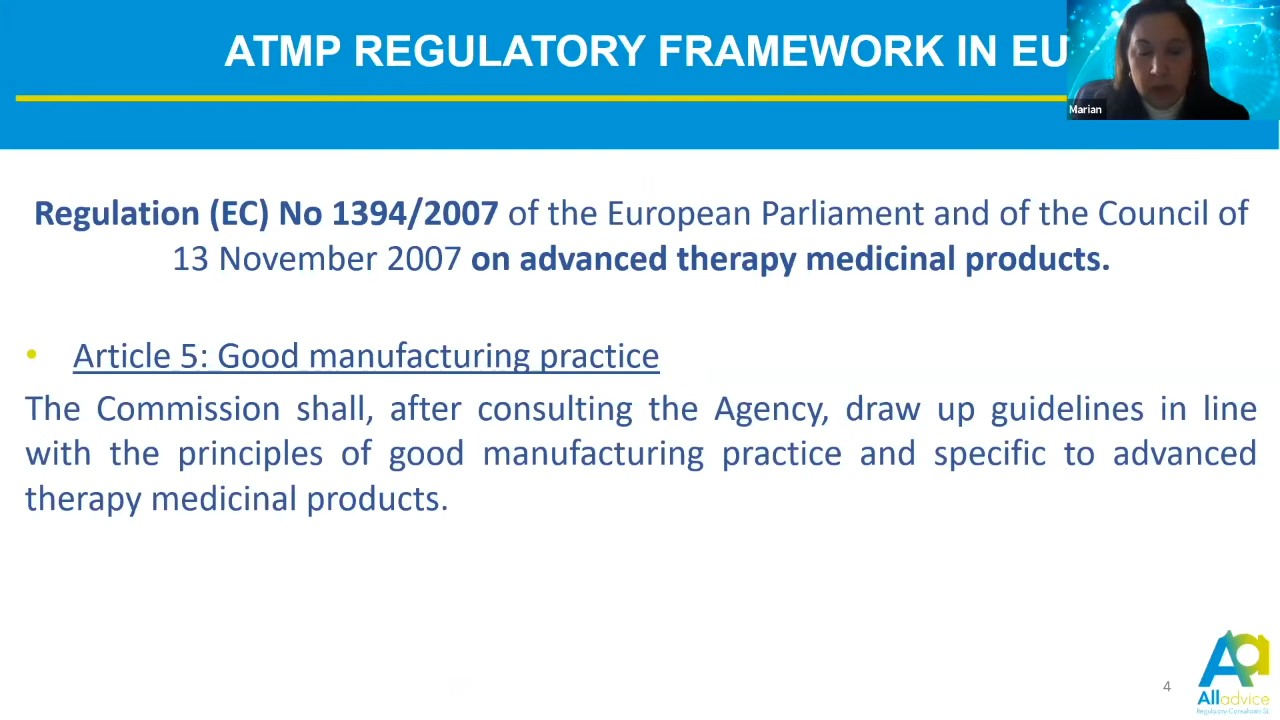 ATMP REGULATORY FRAMEWORK IN EU
Marian
Regulation (EC) No 1394/2007 of the European Parliament and of the Council of
13 November 2007 on advanced therapy medicinal products.
• Article 5: Good manufacturing practice
The Commission shall, after consulting the Agency, draw up guidelines in line
with the principles of good manufacturing practice and specific to advanced
therapy medicinal products.
4
Alladvice
Regulatory Consultants SL